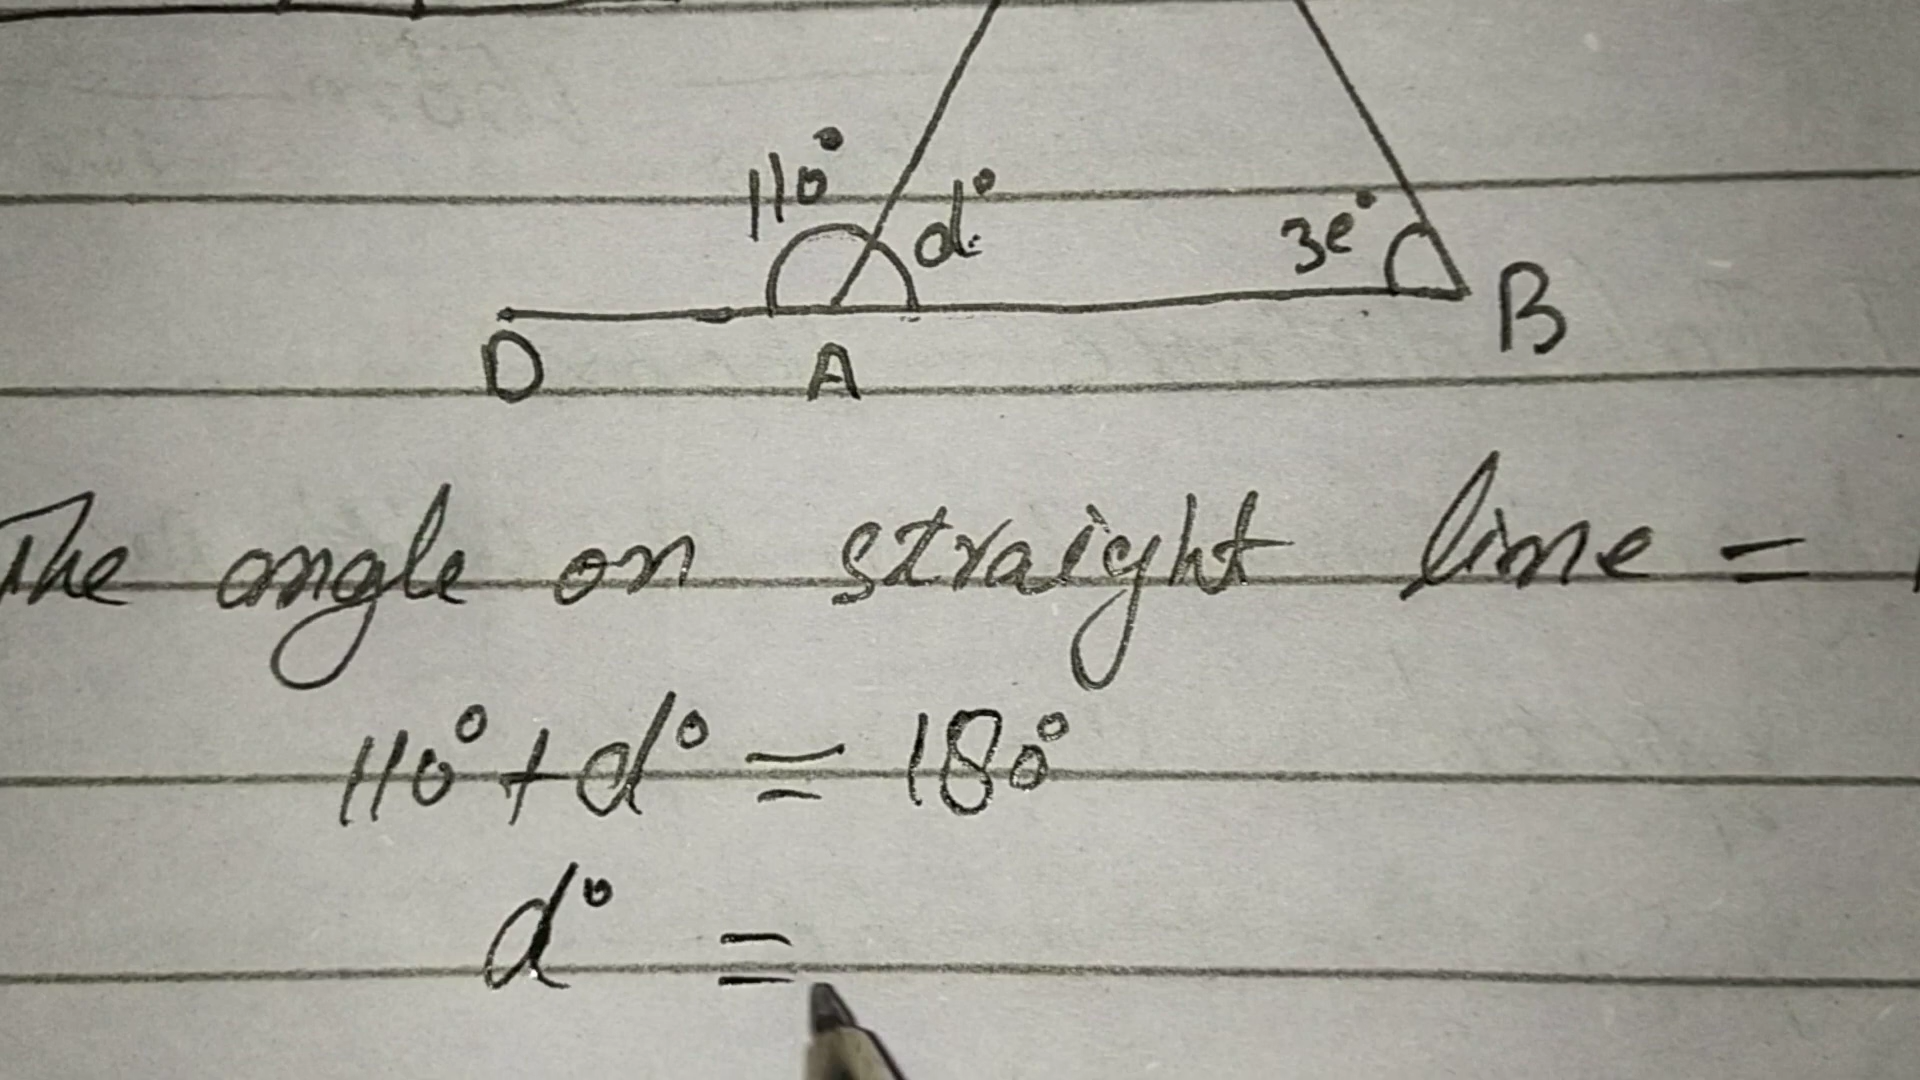 110°
d°
3e°
B
D
A
The angle on straight line =
110° + d° = 180°
d° =